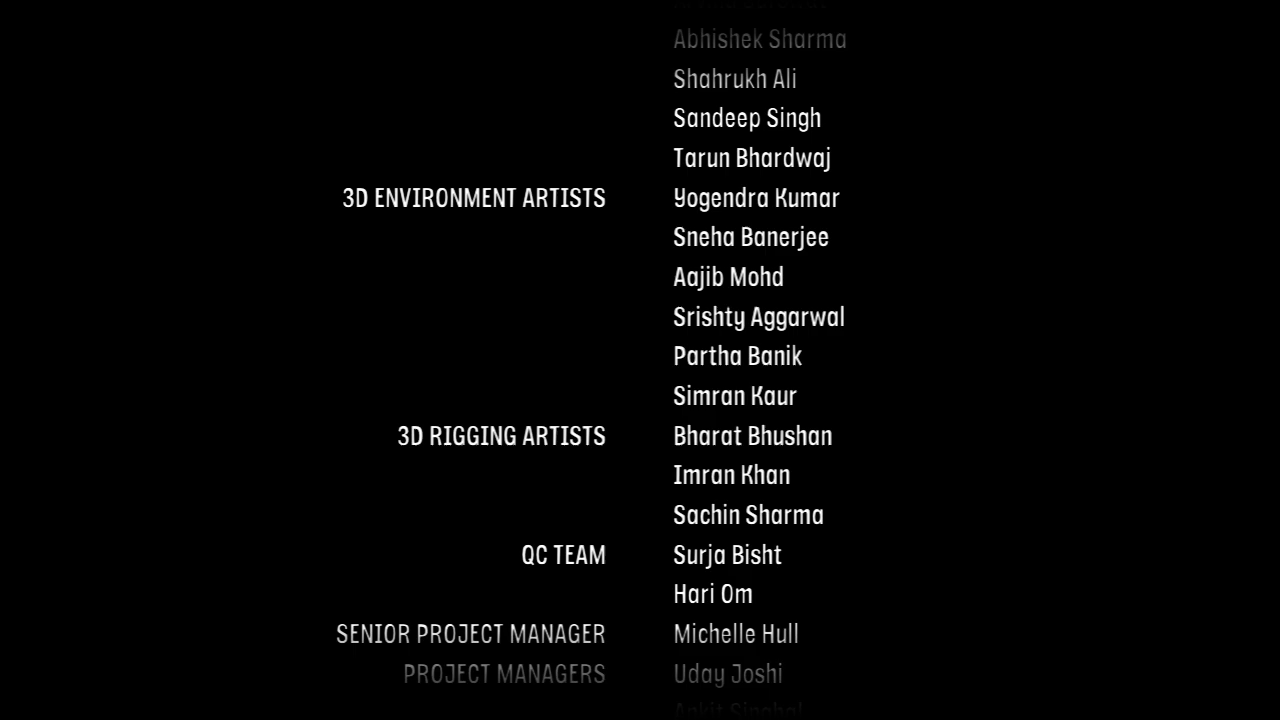 Abhishek Sharma
Shahrukh Ali
Sandeep Singh
Tarun Bhardwaj
3D ENVIRONMENT ARTISTS Yogendra Kumar
Sneha Banerjee
Aajib Mohd
Srishty Aggarwal
Partha Banik
Simran Kaur
3D RIGGING ARTISTS Bharat Bhushan
Imran Khan
Sachin Sharma
QC TEAM Surja Bisht
Hari Om
SENIOR PROJECT MANAGER Michelle Hull
PROJECT MANAGERS Uday Joshi
Ankit Singhal